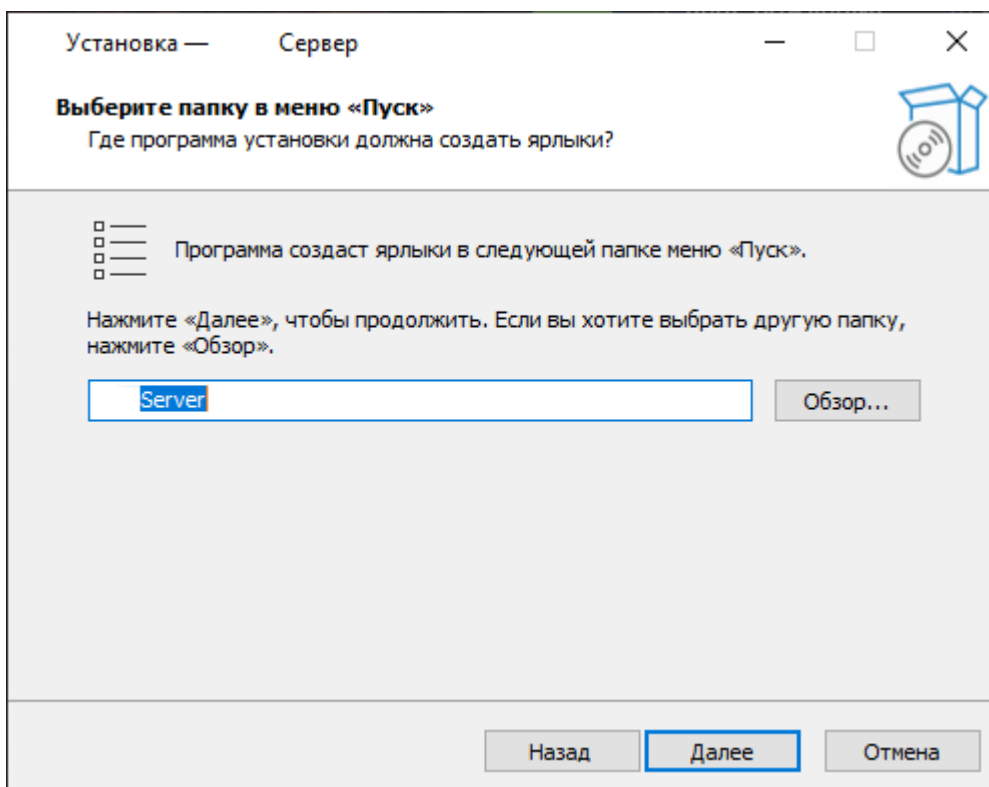 Установка — Сервер
Выберите папку в меню «Пуск»
Где программа установки должна создать ярлыки?
Программа создаст ярлыки в следующей папке меню «Пуск».
Нажмите «Далее», чтобы продолжить. Если вы хотите выбрать другую папку,
нажмите «Обзор».
Server
Обзор...
Назад
Далее
Отмена